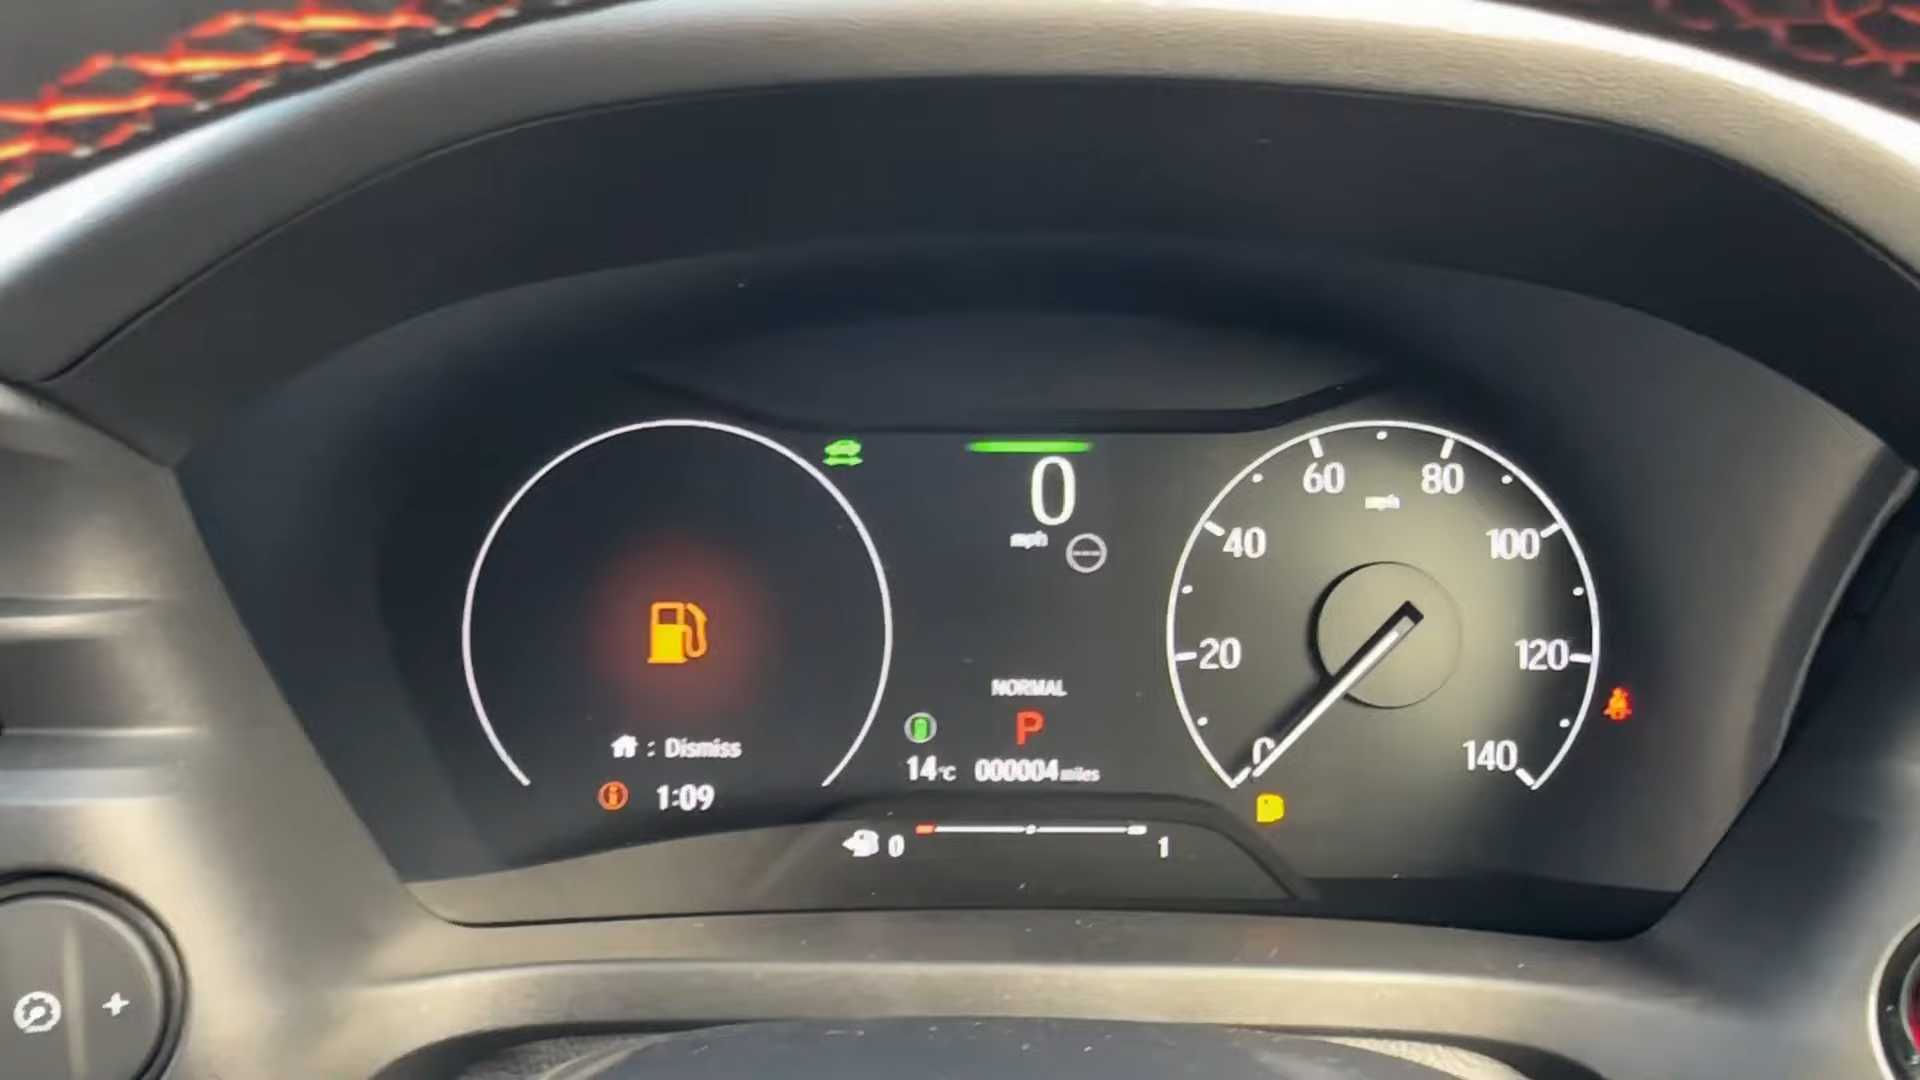 0
mph
NORMAL
P
14°C 000004 miles
: Dismiss
1:09
0 1
60 80
mph
40 100
20 120
0 140
+